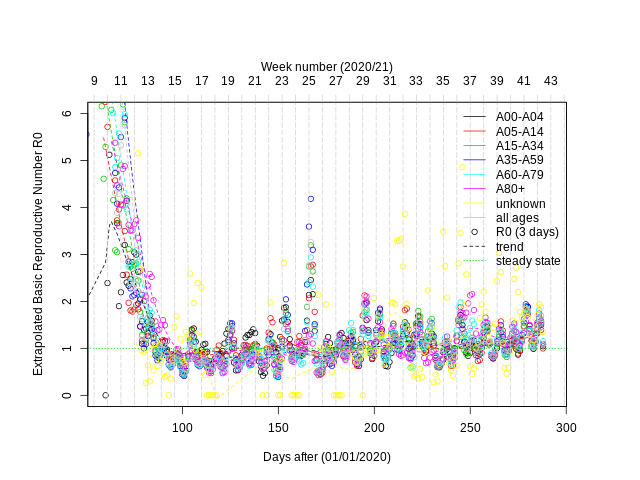 Week number (2020/21)
9 11 13 15 17 19 21 23 25 27 29 31 33 35 37 39 41 43
Extrapolated Basic Reproductive Number R0
6
5
4
3
2
1
0
A00-A04
A05-A14
A15-A34
A35-A59
A60-A79
A80+
unknown
all ages
R0 (3 days)
trend
steady state
100 150 200 250 300
Days after (01/01/2020)